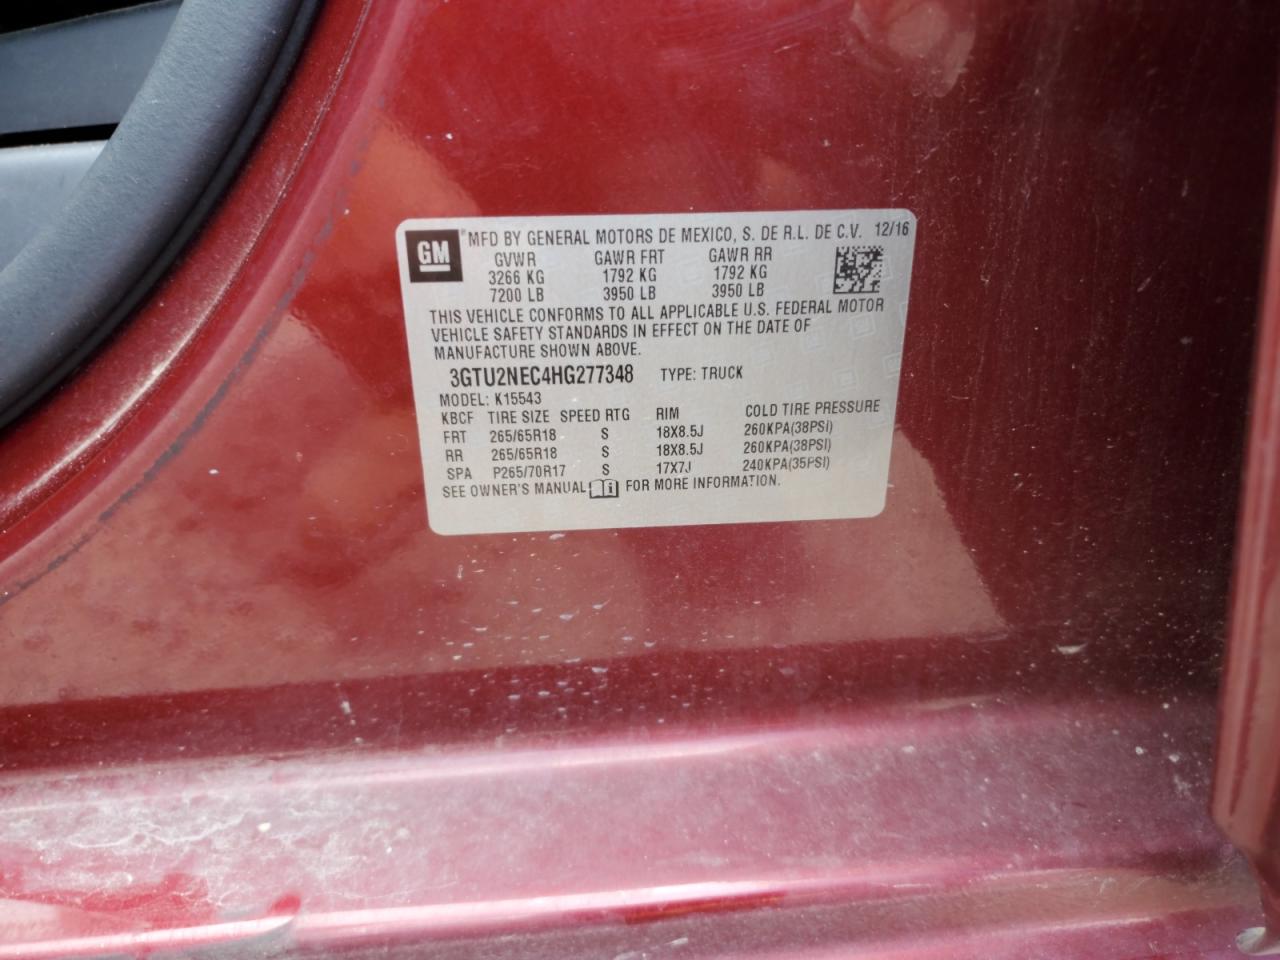 GM ® MFD BY GENERAL MOTORS DE MEXICO, S. DE R.L. DE C.V. 12/16
GVWR GAWR FRT GAWR RR
3266 KG 1792 KG 1792 KG
7200 LB 3950 LB 3950 LB
THIS VEHICLE CONFORMS TO ALL APPLICABLE U.S. FEDERAL MOTOR
VEHICLE SAFETY STANDARDS IN EFFECT ON THE DATE OF
MANUFACTURE SHOWN ABOVE.
3GTU2NEC4HG277348 TYPE: TRUCK
MODEL: K15543
KBCF TIRE SIZE SPEED RTG RIM COLD TIRE PRESSURE
FRT 265/65R18 S 18X8.5J 260KPA(38PSI)
RR 265/65R18 S 18X8.5J 260KPA(38PSI)
SPA P265/70R17 S 17X7J 240KPA(35PSI)
SEE OWNER'S MANUAL FOR MORE INFORMATION.